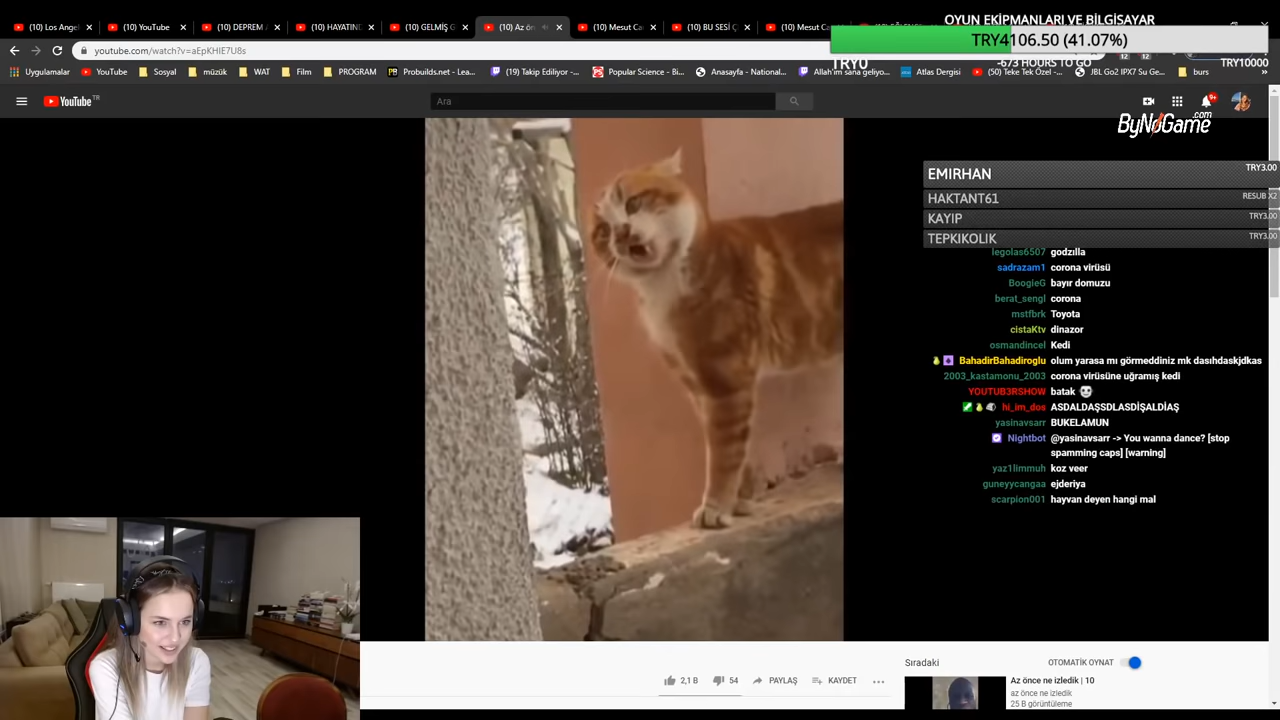 (10) Los Angel
(10) YouTube
(10) DEPREM A
(10) HAYATIND
(10) GELMİŞ G
(10) Az ön
(10) Mesut Ca
(10) BU SESİ Ç
(10) Mesut Ca
OYUN EKİPMANLARI VE BİLGİSAYAR
TRY4106.50 (41.07%)
TRY0
-673 HOURS TO GO
TRY10000
youtube.com/watch?v=aEpKHIE7U8s
Uygulamalar
YouTube
Sosyal
müzük
WAT
Film
PROGRAM
Probuilds.net - Lea...
(19) Takip Ediliyor -...
Popular Science - Bi...
Anasayfa - National...
Allah'ım sana geliyo...
Atlas Dergisi
(50) Teke Tek Özel -...
JBL Go2 IPX7 Su Ge...
burs
YouTube TR
Ara
9+
ByNoGame.com
EMIRHAN TRY3.00
HAKTANT61 RESUB X2
KAYIP TRY3.00
TEPKIKOLIK TRY3.00
legolas6507 godzılla
sadrazam1 corona virüsü
BoogieG bayır domuzu
berat_sengl corona
mstfbrk Toyota
cistaKtv dinazor
osmandincel Kedi
BahadirBahadiroglu olum yarasa mı görmeddiniz mk dasıhdaskjdkas
2003_kastamonu_2003 corona virüsüne uğramış kedi
YOUTUB3RSHOW batak
hi_im_dos ASDALDAŞSDLASDİŞALDİAŞ
yasinavsarr BUKELAMUN
Nightbot @yasinavsarr -> You wanna dance? [stop
spamming caps] [warning]
yaz1limmuh koz veer
guneyycangaa ejderiya
scarpion001 hayvan deyen hangi mal
2,1 B
54
PAYLAŞ
KAYDET
Sıradaki
OTOMATİK OYNAT
Az önce ne izledik | 10
az önce ne izledik
25 B görüntüleme